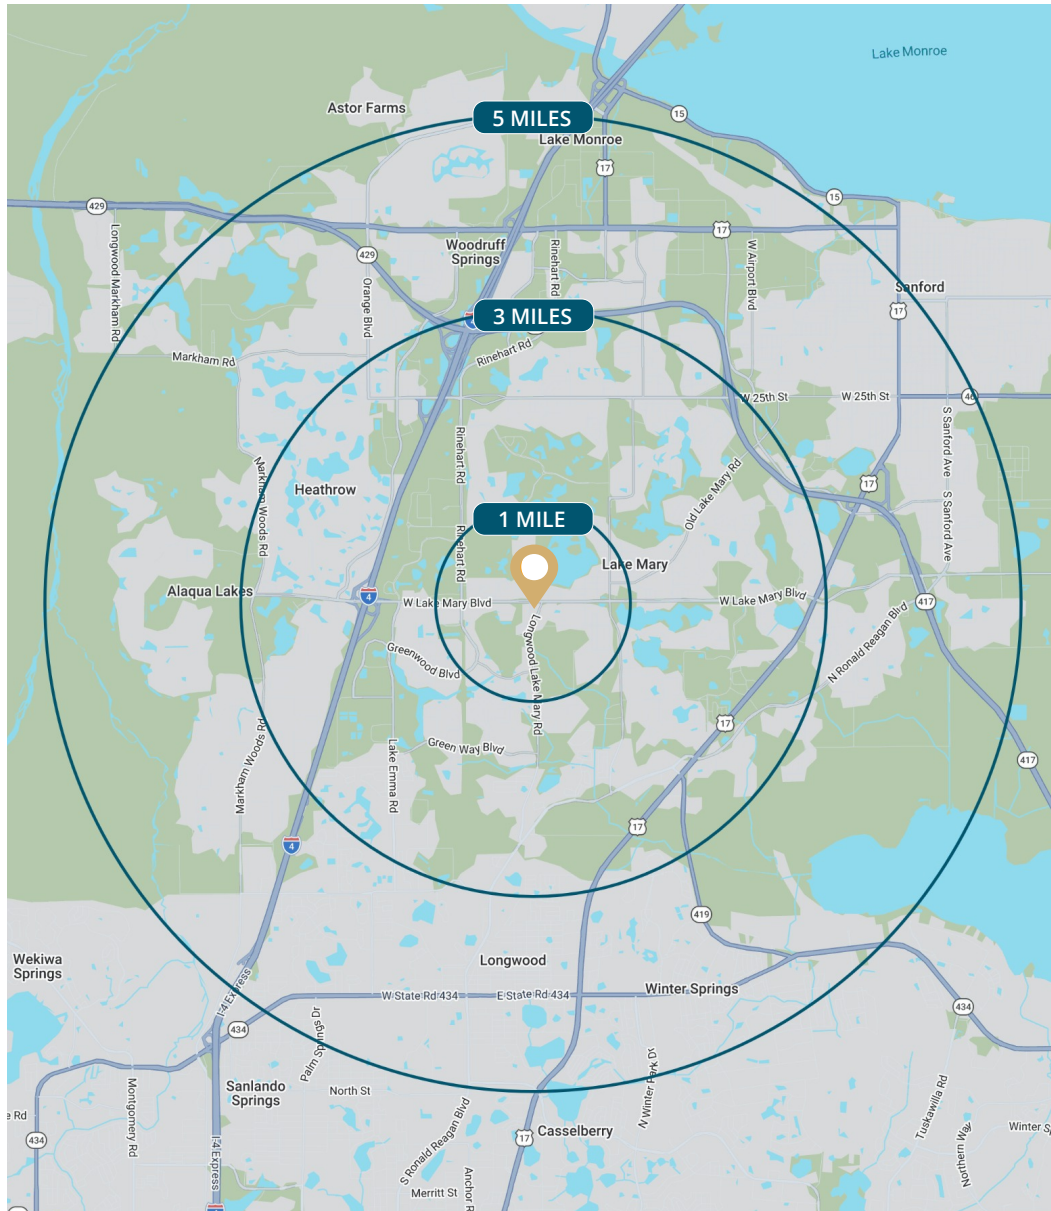 Lake Monroe
Astor Farms
5 MILES
15
Lake Monroe
17
15
429
17
Longwood Markham Rd
Woodruff
Springs
Rinehart Rd
W Airport Blvd
429
Orange Blvd
Sanford
3 MILES
17
Rinehart Rd
Markham Rd
W 25th St
W 25th St
46
S Sanford Ave
Rinehart Rd
Markham Woods Rd
Old Lake Mary Rd
Heathrow
17
S Sanford Ave
1 MILE
Rinehart Rd
Lake Mary
Alaqua Lakes
4
W Lake Mary Blvd
W Lake Mary Blvd
417
N Ronald Reagan Blvd
Longwood Lake Mary Rd
Greenwood Blvd
17
Markham Woods Rd
Lake Emma Rd
Green Way Blvd
417
17
4
419
Wekiwa
Springs
Longwood
I-4 Express
W State Rd 434
E State Rd 434
Winter Springs
434
434
Palm Springs Dr
Sanlando
Springs
North St
Montgomery Rd
N Winter Park Dr
Tuskawilla Rd
S Ronald Reagan Blvd
e Rd
434
I-4 Express
17
Casselberry
Northern Way
Winter S
Merritt St
Anchor R